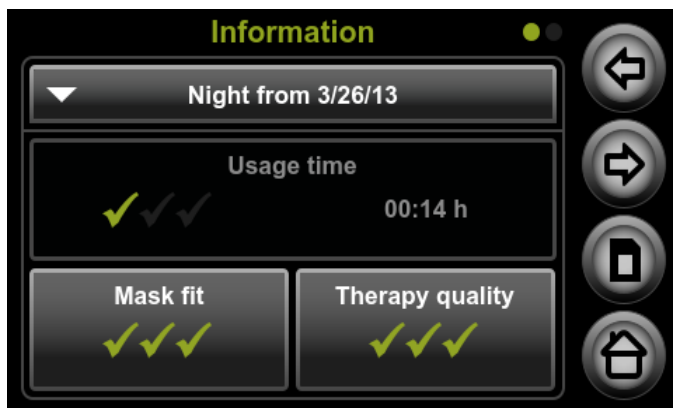 Information
Night from 3/26/13
Usage time
00:14 h
Mask fit
Therapy quality